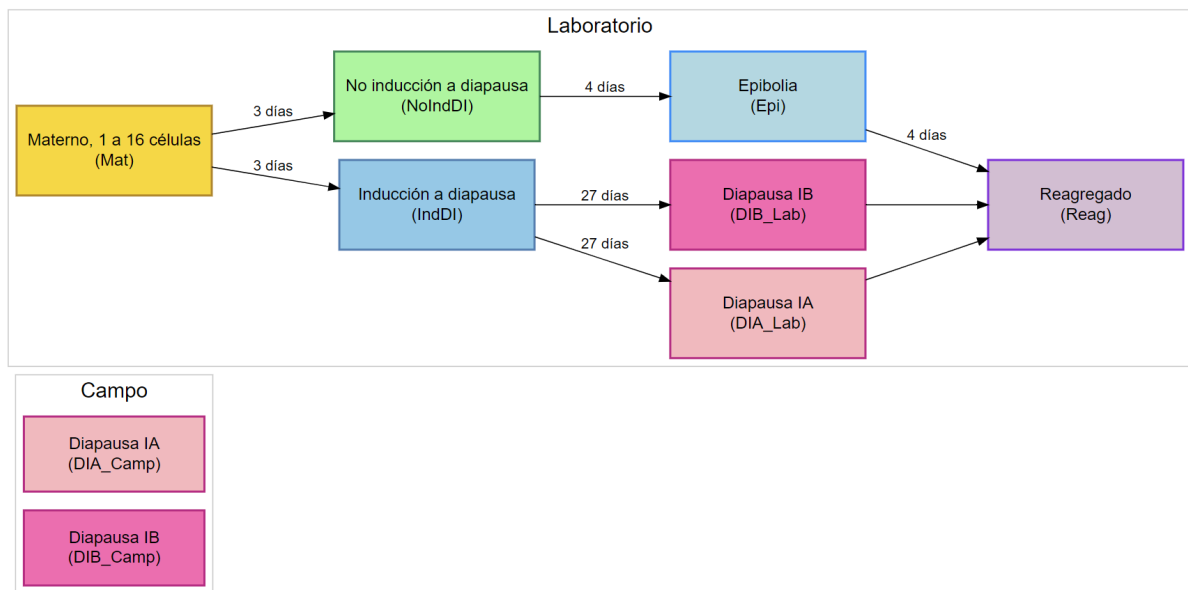 Laboratorio
Materno, 1 a 16 células
(Mat)
3 días
3 días
No inducción a diapausa
(NoIndDI)
Inducción a diapausa
(IndDI)
4 días
27 días
27 días
Epibolia
(Epi)
Diapausa IB
(DIB_Lab)
Diapausa IA
(DIA_Lab)
4 días
Reagregado
(Reag)
Campo
Diapausa IA
(DIA_Camp)
Diapausa IB
(DIB_Camp)